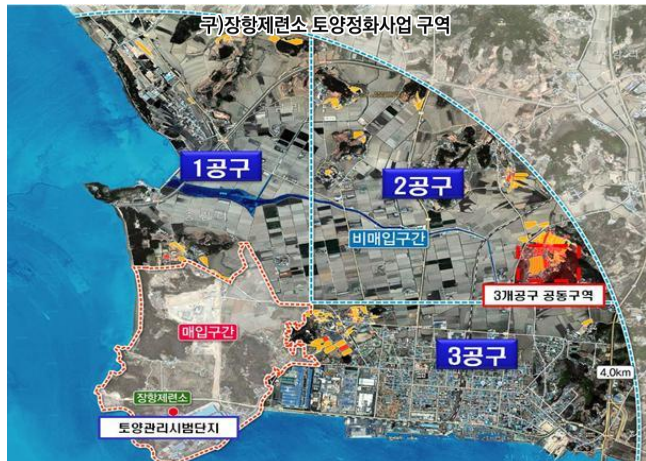 구)장항제련소 토양정화사업 구역
1공구
2공구
비매입구간
3개공구 공동구역
매입구간
3공구
4.0km
장항제련소
토양관리시범단지